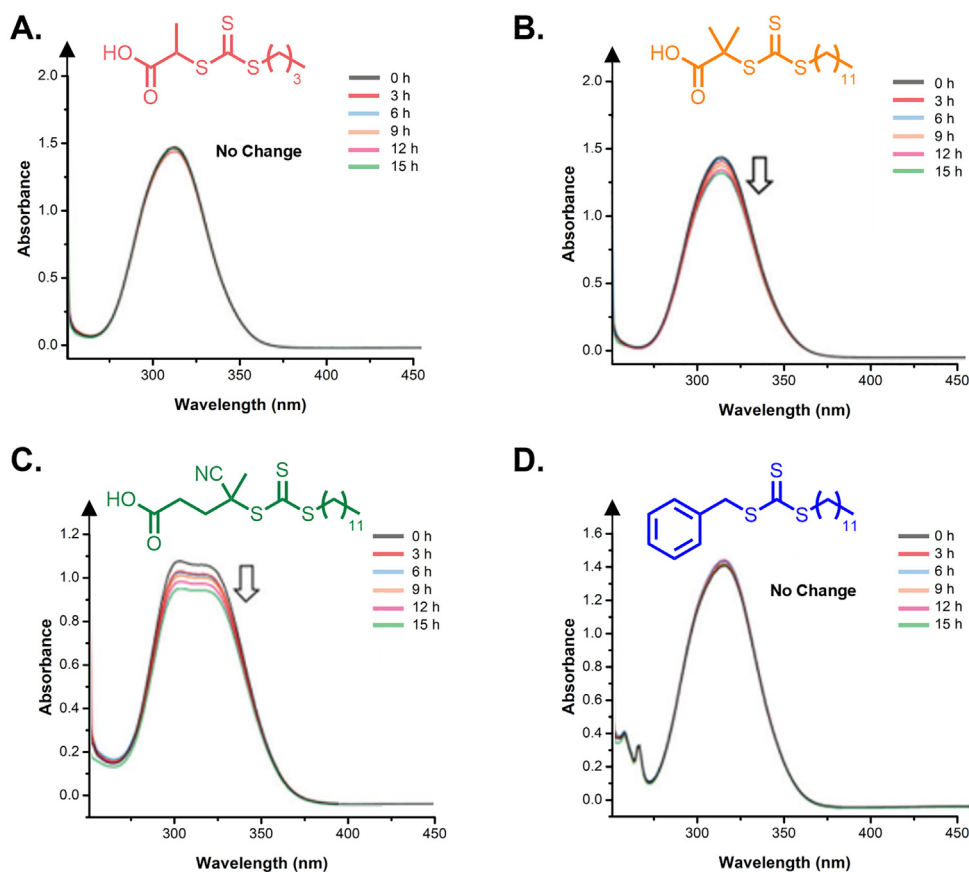 A.
HO
O
S
S
S
3
Absorbance
2.0
1.5
1.0
0.5
0.0
300
350
400
450
Wavelength (nm)
No Change
0 h
3 h
6 h
9 h
12 h
15 h
B.
HO
O
S
S
S
11
Absorbance
2.0
1.5
1.0
0.5
0.0
300
350
400
450
Wavelength (nm)
0 h
3 h
6 h
9 h
12 h
15 h
C.
NC
HO
O
S
S
S
11
Absorbance
1.2
1.0
0.8
0.6
0.4
0.2
0.0
300
350
400
450
Wavelength (nm)
0 h
3 h
6 h
9 h
12 h
15 h
D.
S
S
S
11
Absorbance
1.6
1.4
1.2
1.0
0.8
0.6
0.4
0.2
0.0
300
350
400
450
Wavelength (nm)
No Change
0 h
3 h
6 h
9 h
12 h
15 h